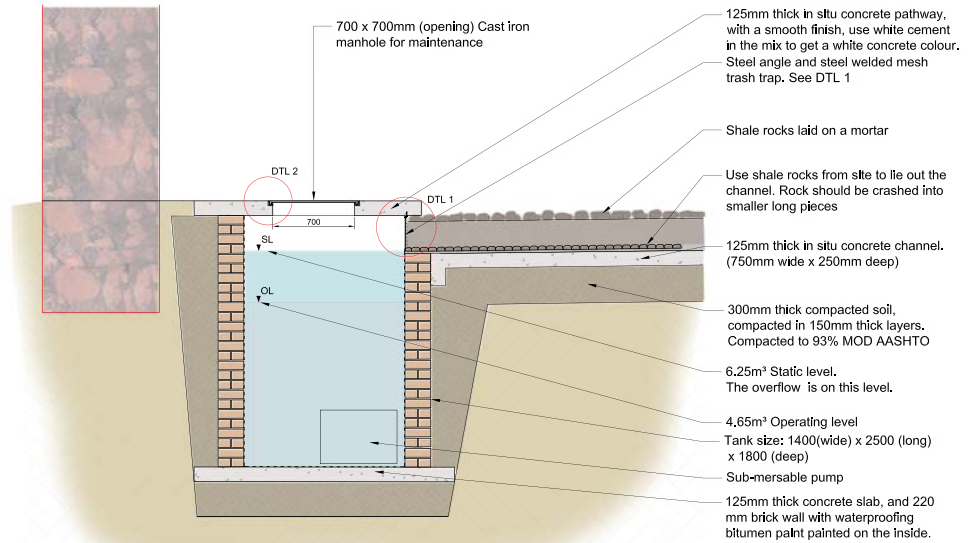 700 x 700mm (opening) Cast iron
manhole for maintenance
125mm thick in situ concrete pathway,
with a smooth finish, use white cement
in the mix to get a white concrete colour.
Steel angle and steel welded mesh
trash trap. See DTL 1
Shale rocks laid on a mortar
DTL 2
DTL 1
Use shale rocks from site to lie out the
channel. Rock should be crashed into
smaller long pieces
700
SL
125mm thick in situ concrete channel.
(750mm wide x 250mm deep)
OL
300mm thick compacted soil,
compacted in 150mm thick layers.
Compacted to 93% MOD AASHTO
6.25m³ Static level.
The overflow is on this level.
4.65m³ Operating level
Tank size: 1400(wide) x 2500 (long)
x 1800 (deep)
Sub-mersable pump
125mm thick concrete slab, and 220
mm brick wall with waterproofing
bitumen paint painted on the inside.